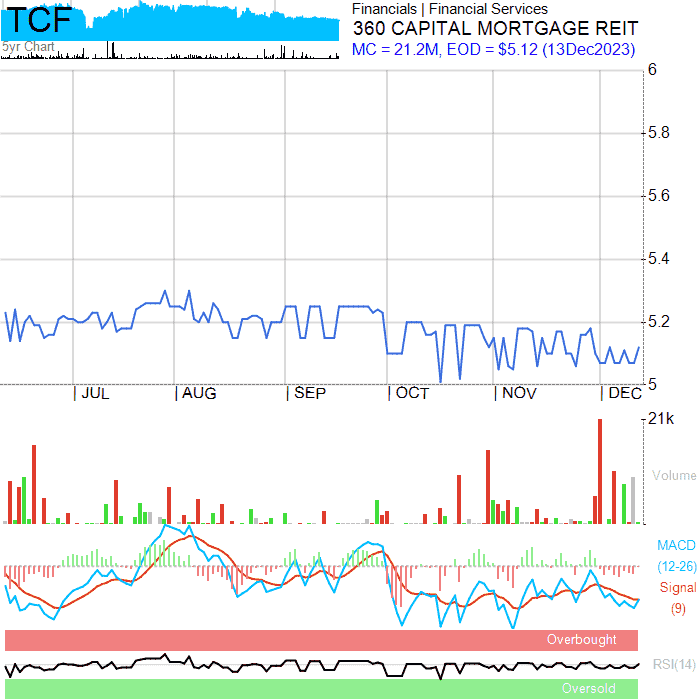 TCF
5yr Chart
Financials | Financial Services
360 CAPITAL MORTGAGE REIT
MC = 21.2M, EOD = $5.12 (13Dec2023)
6
5.8
5.6
5.4
5.2
5
| JUL | AUG | SEP | OCT | NOV | DEC
21k
Volume
MACD
(12-26)
Signal
(9)
Overbought
RSI(14)
Oversold